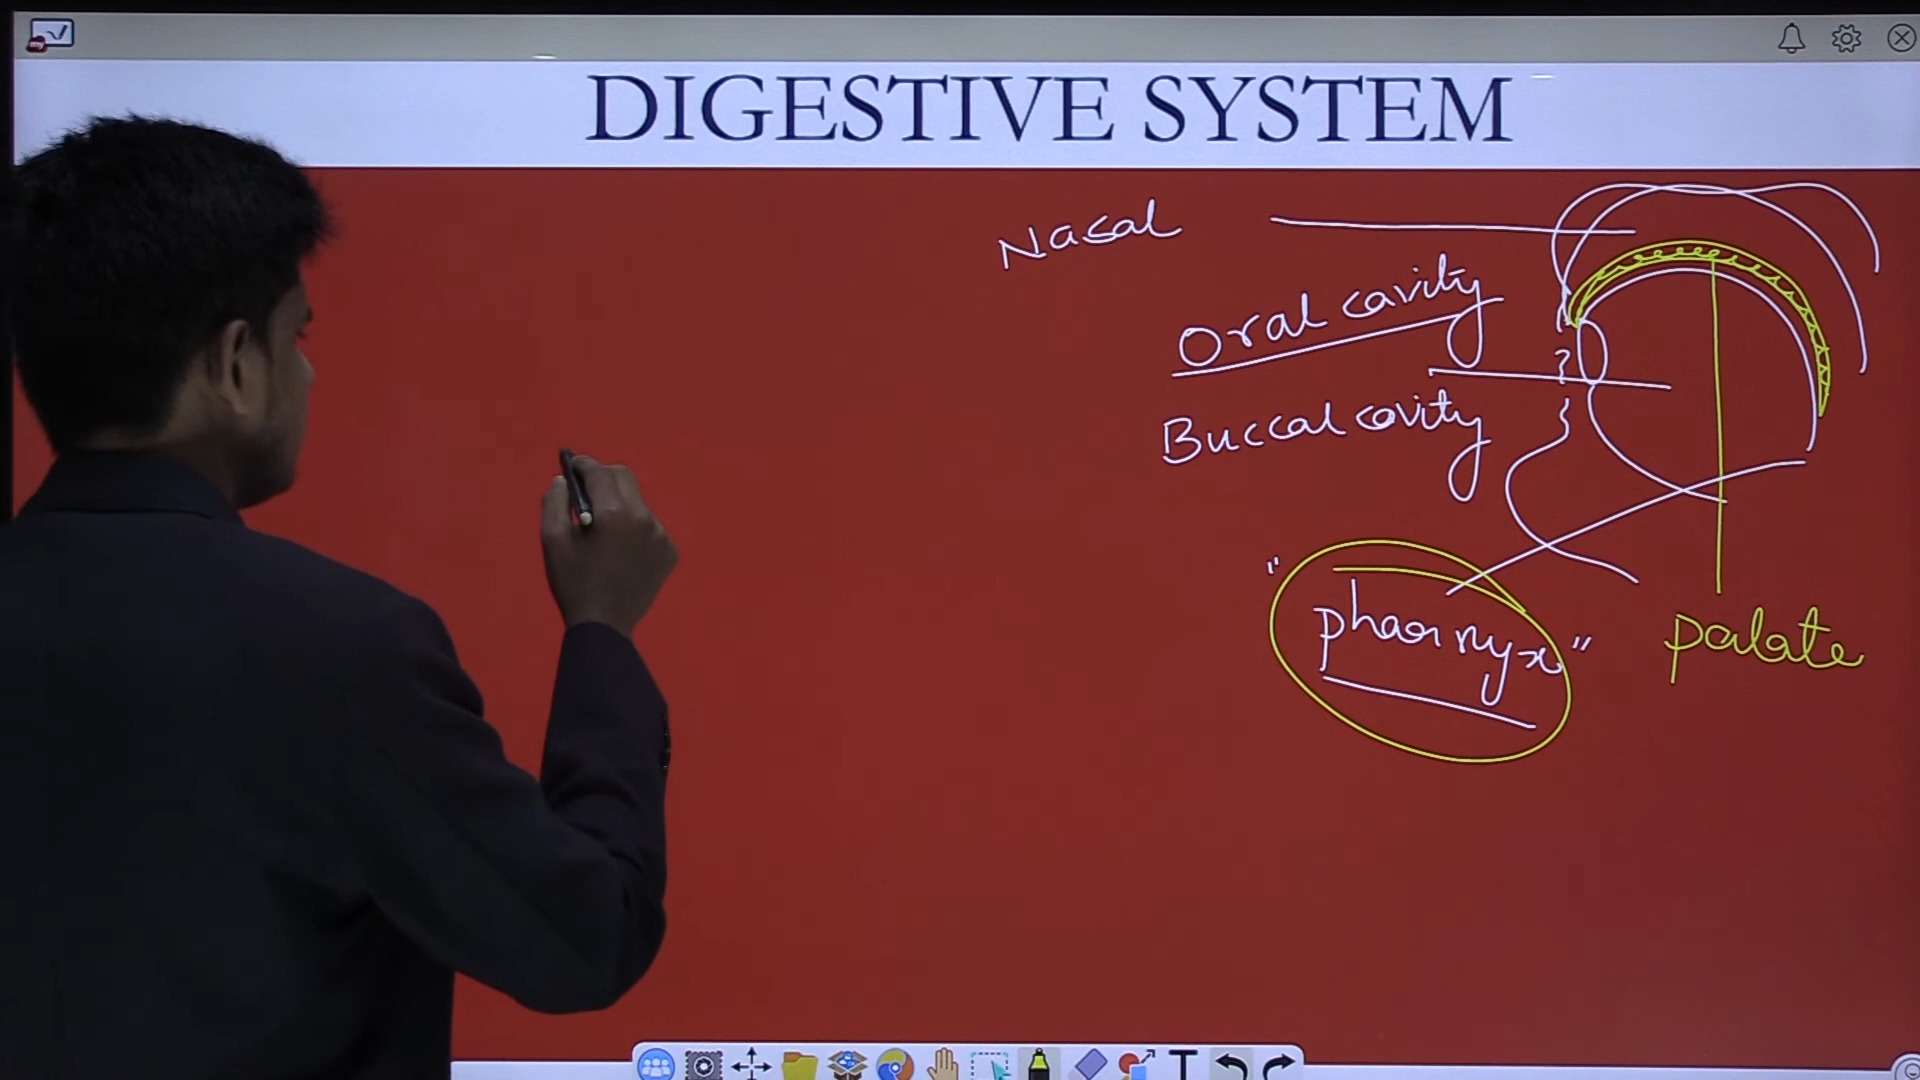 DIGESTIVE SYSTEM
Nasal
Oral cavity
Buccal cavity
"pharynx"
palate